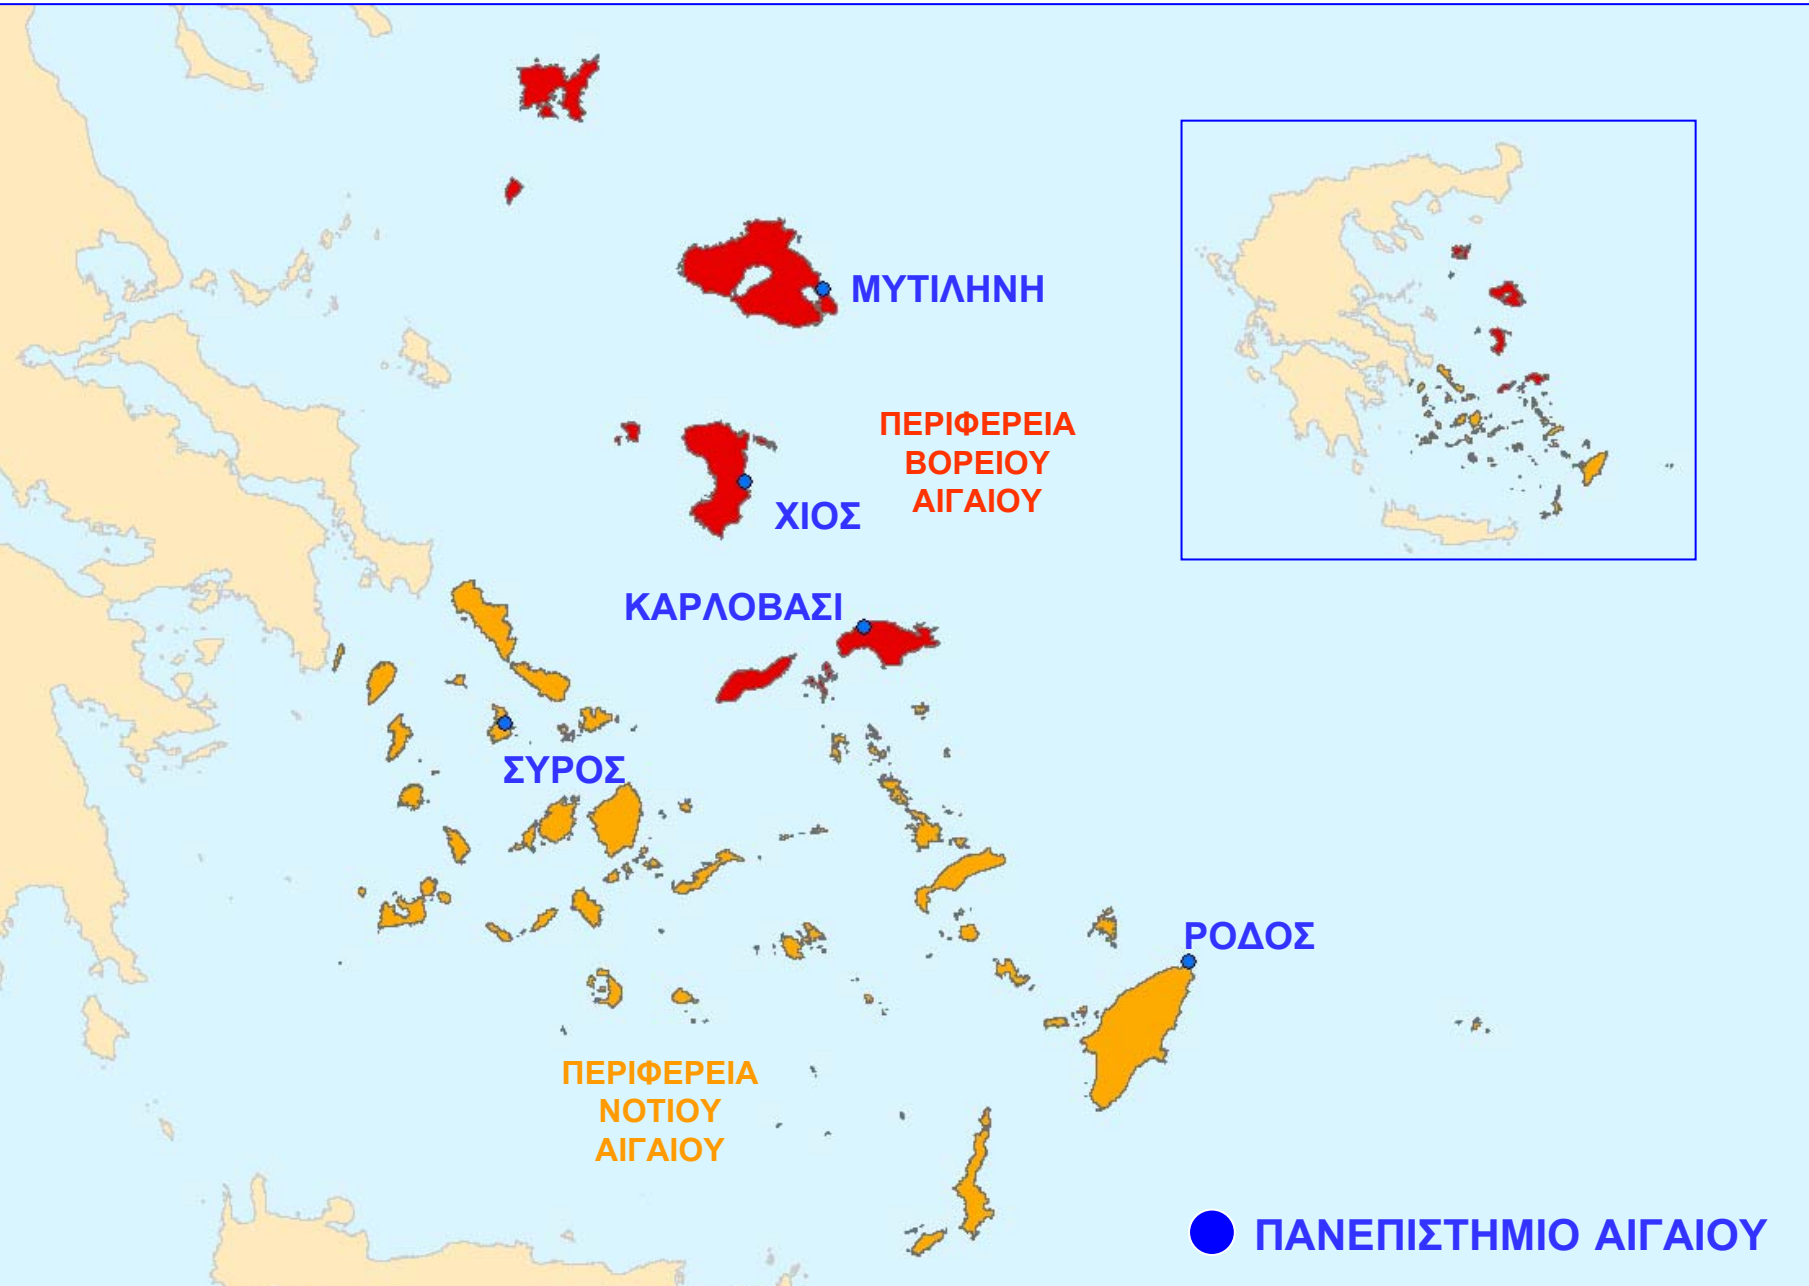 ΜΥΤΙΛΗΝΗ
ΠΕΡΙΦΕΡΕΙΑ
ΒΟΡΕΙΟΥ
ΑΙΓΑΙΟΥ
ΧΙΟΣ
ΚΑΡΛΟΒΑΣΙ
ΣΥΡΟΣ
ΡΟΔΟΣ
ΠΕΡΙΦΕΡΕΙΑ
ΝΟΤΙΟΥ
ΑΙΓΑΙΟΥ
ΠΑΝΕΠΙΣΤΗΜΙΟ ΑΙΓΑΙΟΥ